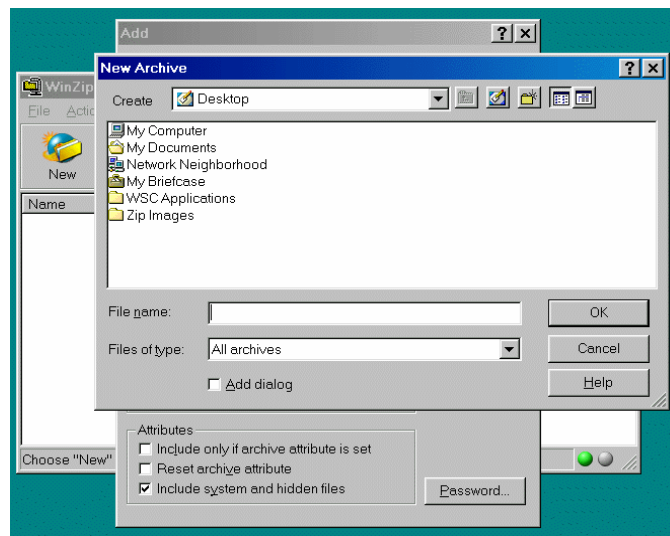 Add
New Archive
WinZip
File Actio
Create Desktop
My Computer
My Documents
Network Neighborhood
My Briefcase
WSC Applications
Zip Images
New
Name
File name:
OK
Files of type: All archives
Cancel
Add dialog
Help
Attributes
Include only if archive attribute is set
Reset archive attribute
Include system and hidden files
Password...
Choose "New"